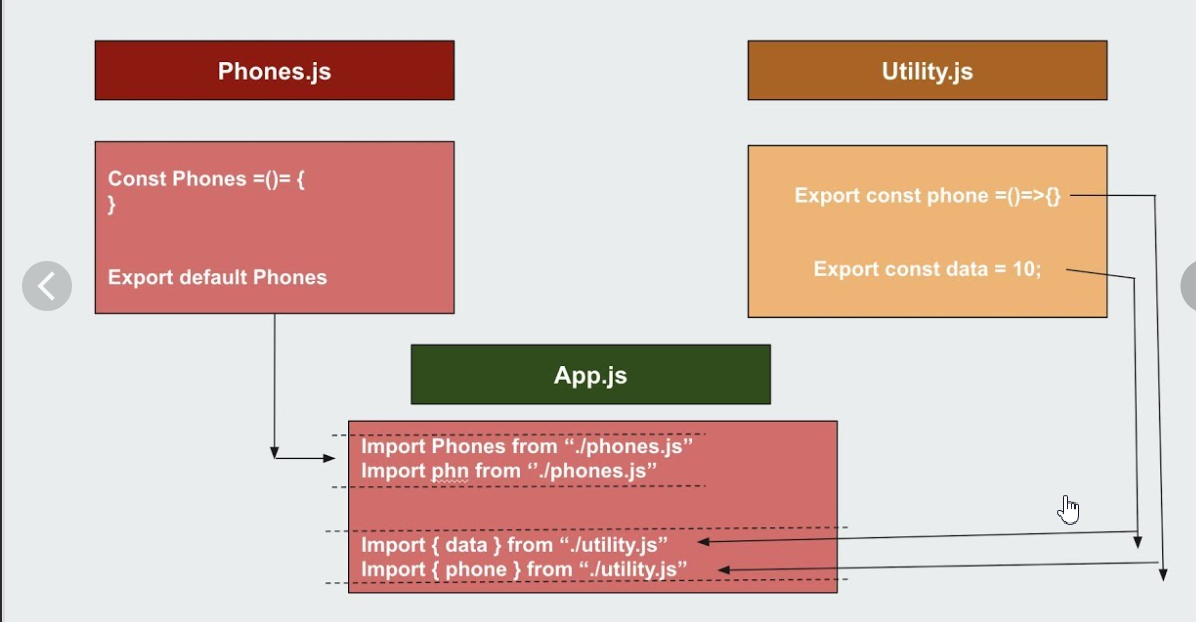 Phones.js
Const Phones =()= {
}
Export default Phones
Utility.js
Export const phone =()=>{}
Export const data = 10;
App.js
Import Phones from “./phones.js”
Import phn from ‘’./phones.js”
Import { data } from “./utility.js”
Import { phone } from “./utility.js”